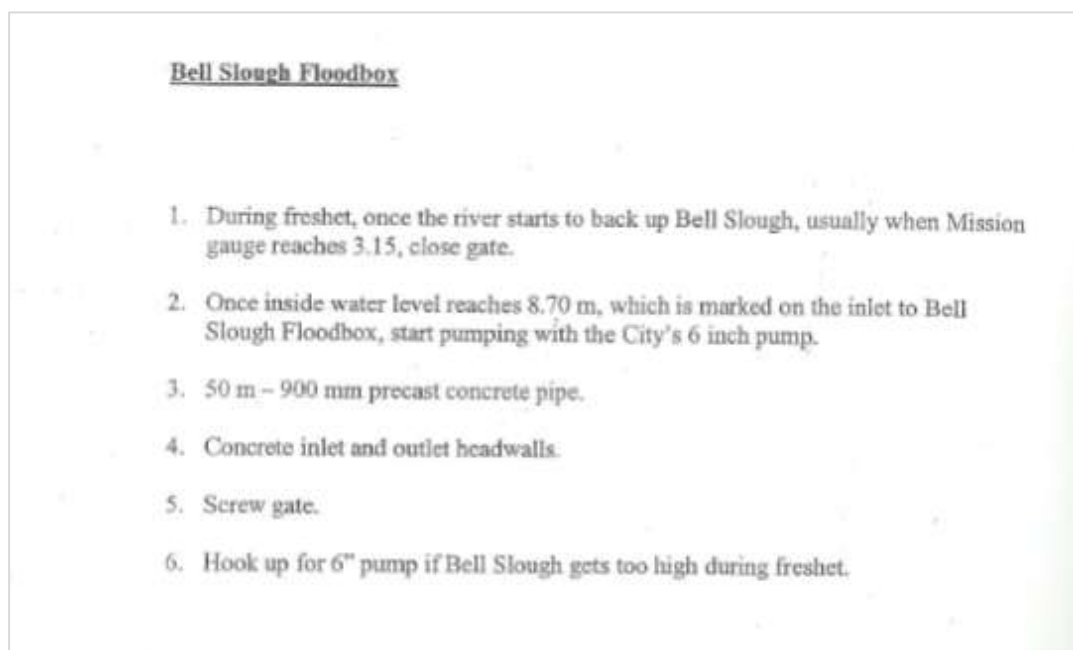 Bell Slough Floodbox
1. During freshet, once the river starts to back up Bell Slough, usually when Mission
gauge reaches 3.15, close gate.
2. Once inside water level reaches 8.70 m, which is marked on the inlet to Bell
Slough Floodbox, start pumping with the City's 6 inch pump.
3. 50 m – 900 mm precast concrete pipe.
4. Concrete inlet and outlet headwalls.
5. Screw gate.
6. Hook up for 6" pump if Bell Slough gets too high during freshet.